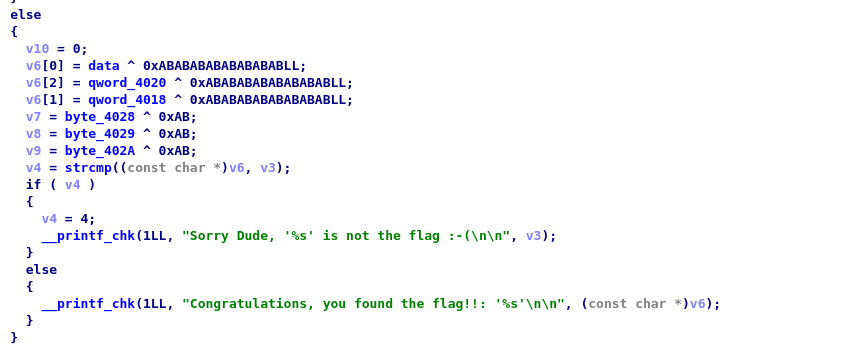 }
else
{
v10 = 0;
v6[0] = data ^ 0xABABABABABABABABLL;
v6[2] = qword_4020 ^ 0xABABABABABABABABLL;
v6[1] = qword_4018 ^ 0xABABABABABABABABLL;
v7 = byte_4028 ^ 0xAB;
v8 = byte_4029 ^ 0xAB;
v9 = byte_402A ^ 0xAB;
v4 = strcmp((const char *)v6, v3);
if ( v4 )
{
v4 = 4;
__printf_chk(1LL, "Sorry Dude, '%s' is not the flag :-(\n\n", v3);
}
else
{
__printf_chk(1LL, "Congratulations, you found the flag!!: '%s'\n\n", (const char *)v6);
}
}